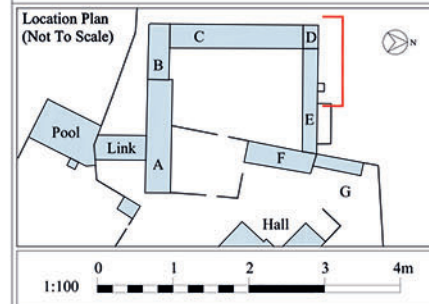 Location Plan
(Not To Scale)
C
D
N
B
Pool
Link
E
A
F
G
Hall
0 1 2 3 4m
1:100